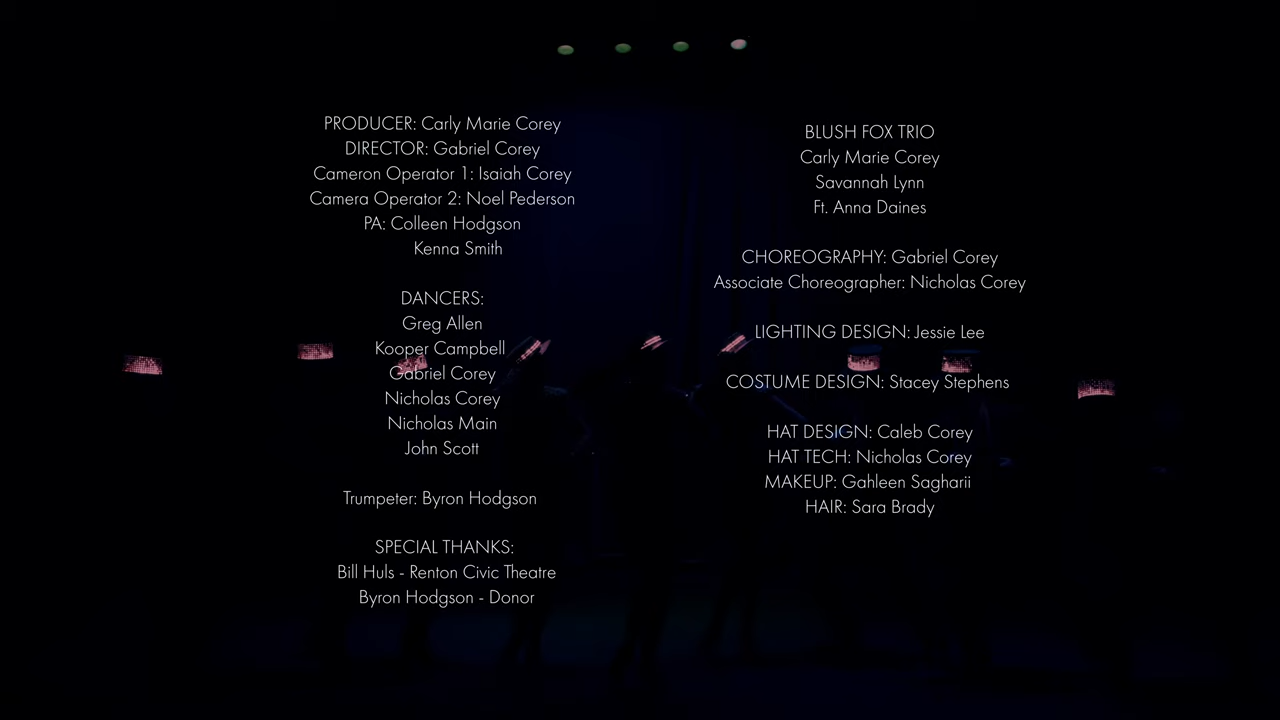 PRODUCER: Carly Marie Corey
DIRECTOR: Gabriel Corey
Cameron Operator 1: Isaiah Corey
Camera Operator 2: Noel Pederson
PA: Colleen Hodgson
Kenna Smith
DANCERS:
Greg Allen
Kooper Campbell
Gabriel Corey
Nicholas Corey
Nicholas Main
John Scott
Trumpeter: Byron Hodgson
SPECIAL THANKS:
Bill Huls - Renton Civic Theatre
Byron Hodgson - Donor
BLUSH FOX TRIO
Carly Marie Corey
Savannah Lynn
Ft. Anna Daines
CHOREOGRAPHY: Gabriel Corey
Associate Choreographer: Nicholas Corey
LIGHTING DESIGN: Jessie Lee
COSTUME DESIGN: Stacey Stephens
HAT DESIGN: Caleb Corey
HAT TECH: Nicholas Corey
MAKEUP: Gahleen Sagharii
HAIR: Sara Brady